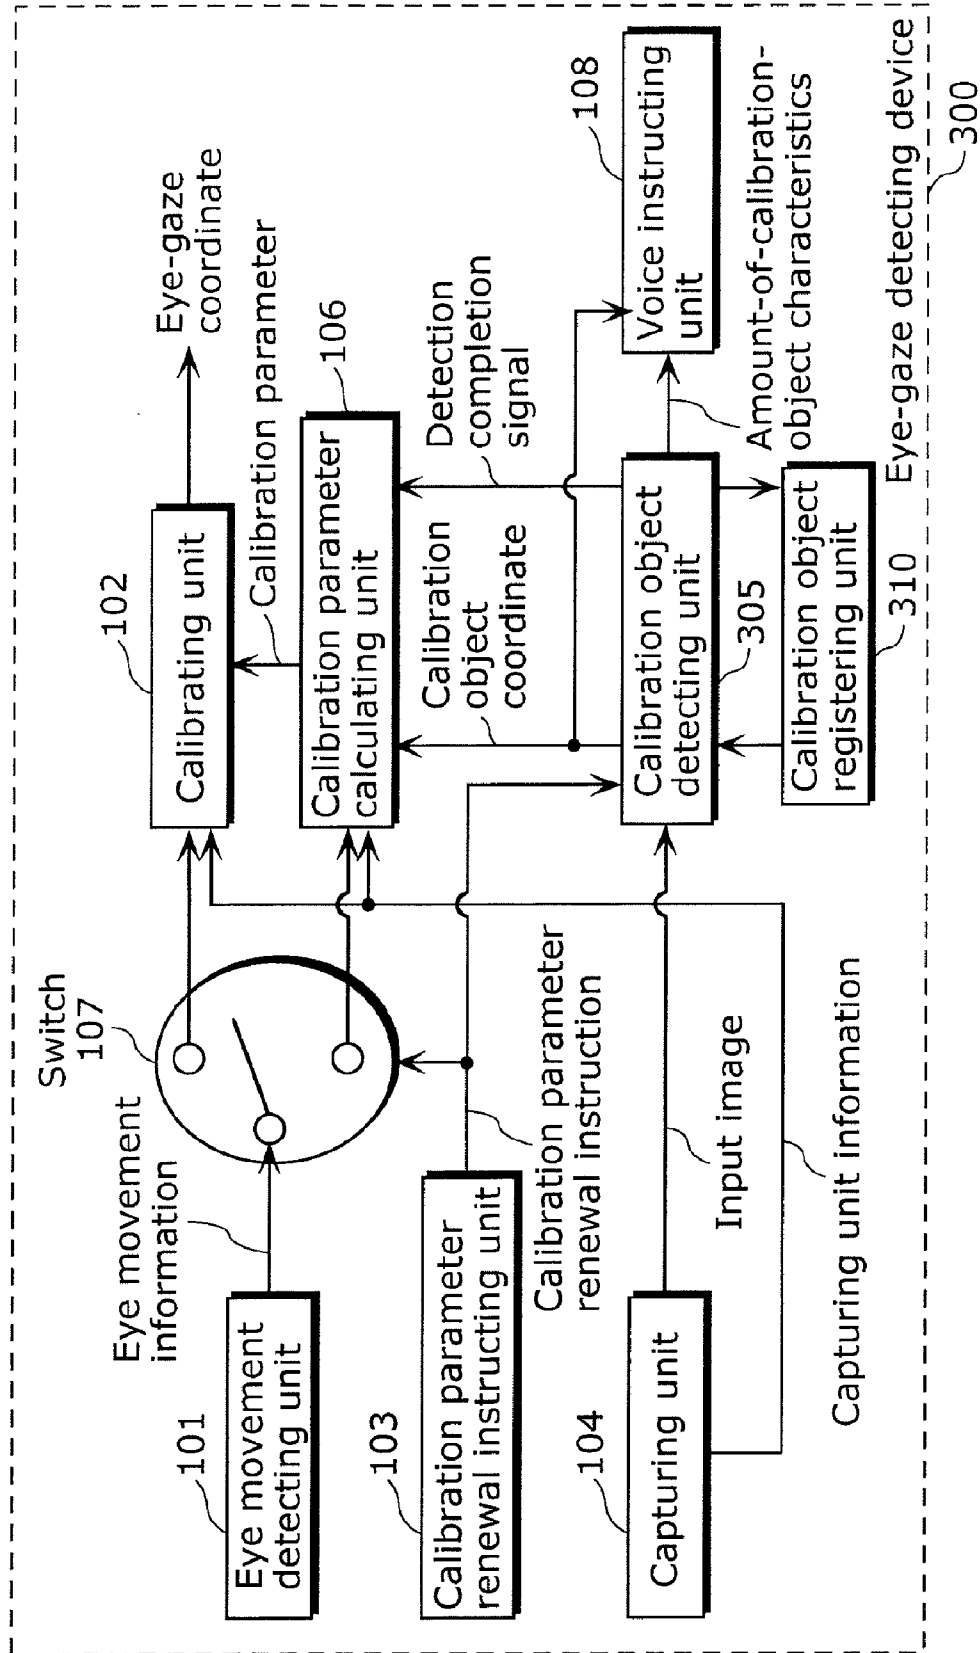 Switch
107
Eye movement
information
101
Eye movement
detecting unit
102
Calibrating unit
Eye-gaze
coordinate
Calibration parameter
106
Calibration parameter
calculating unit
103
Calibration parameter
renewal instructing unit
Calibration parameter
renewal instruction
Calibration
object
coordinate
Detection
completion
signal
108
Voice instructing
unit
104
Capturing unit
Input image
Calibration object
detecting unit
305
Amount-of-calibration-
object characteristics
Calibration object
registering unit
310
Capturing unit information
Eye-gaze detecting device
300